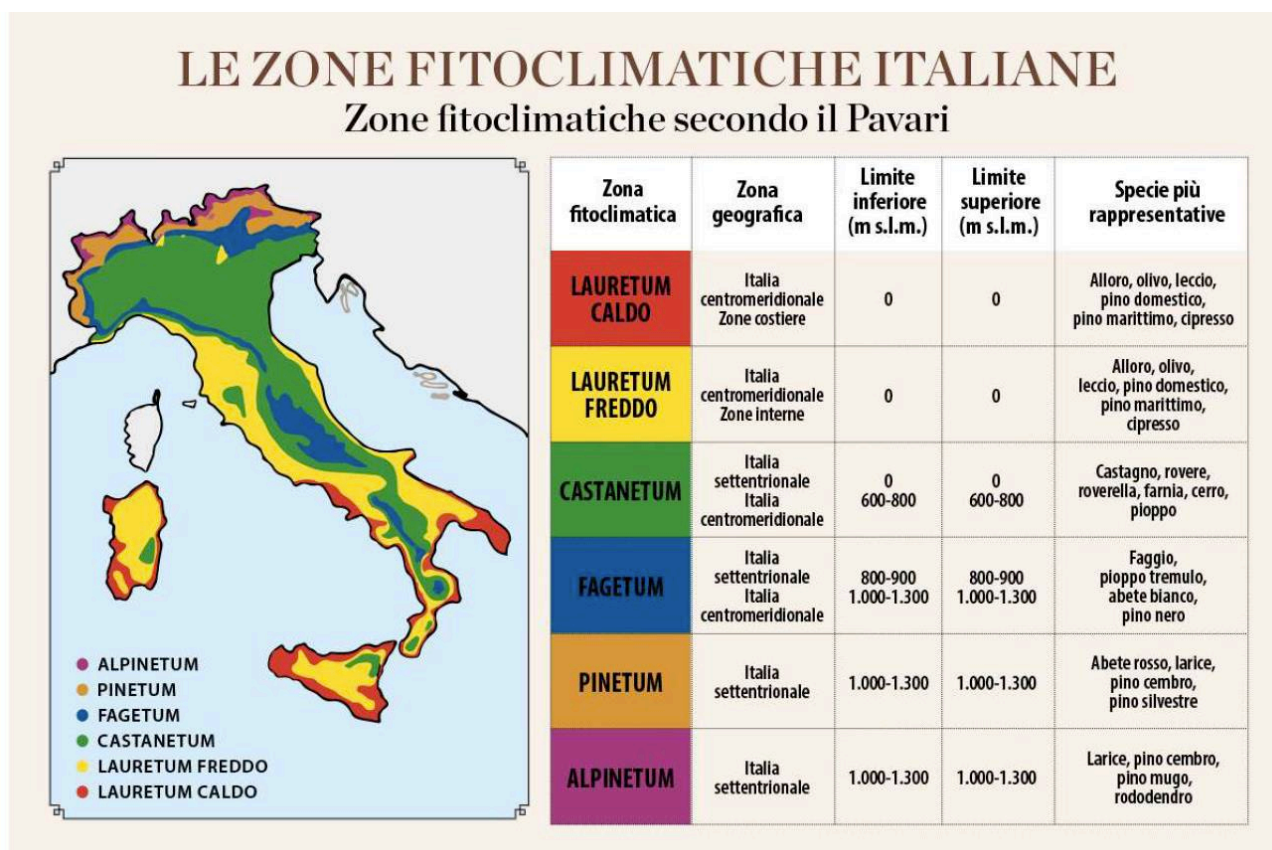 LE ZONE FITOCLIMATICHE ITALIANE
Zone fitoclimatiche secondo il Pavari
ALPINETUM
PINETUM
FAGETUM
CASTANETUM
LAURETUM FREDDO
LAURETUM CALDO
Zona
fitoclimatica
Zona
geografica
Limite
inferiore
(m s.l.m.)
Limite
superiore
(m s.l.m.)
Specie più
rappresentative
LAURETUM
CALDO
Italia
centromeridionale
Zone costiere
0
0
Alloro, olivo, leccio,
pino domestico,
pino marittimo, cipresso
LAURETUM
FREDDO
Italia
centromeridionale
Zone interne
0
0
Alloro, olivo,
leccio, pino domestico,
pino marittimo,
cipresso
CASTANETUM
Italia
settentrionale
Italia
centromeridionale
0
600-800
0
600-800
Castagno, rovere,
roverella, farnia, cerro,
pioppo
FAGETUM
Italia
settentrionale
Italia
centromeridionale
800-900
1.000-1.300
800-900
1.000-1.300
Faggio,
pioppo tremulo,
abete bianco,
pino nero
PINETUM
Italia
settentrionale
1.000-1.300
1.000-1.300
Abete rosso, larice,
pino cembro,
pino silvestre
ALPINETUM
Italia
settentrionale
1.000-1.300
1.000-1.300
Larice, pino cembro,
pino mugo,
rododendro